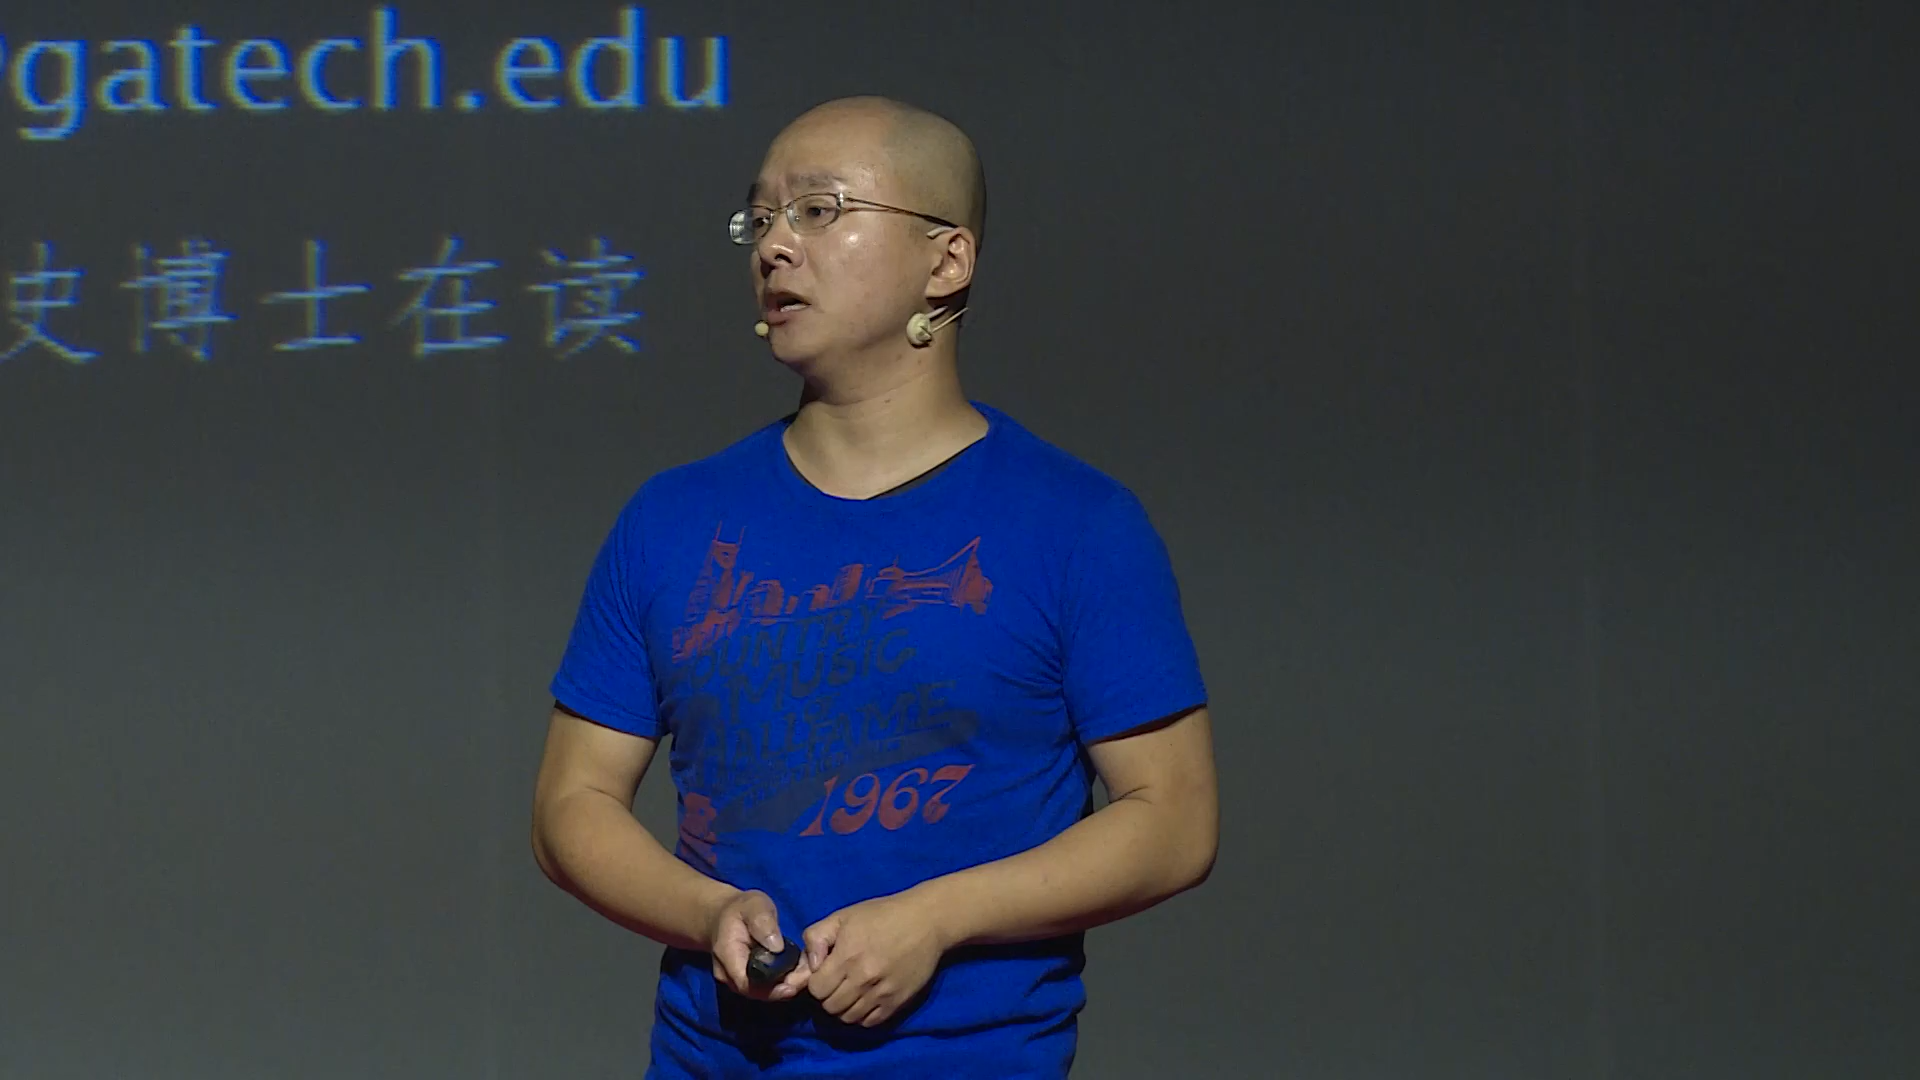 @gatech.edu
史博士在读
COUNTRY
MUSIC
HALL OF FAME
1967